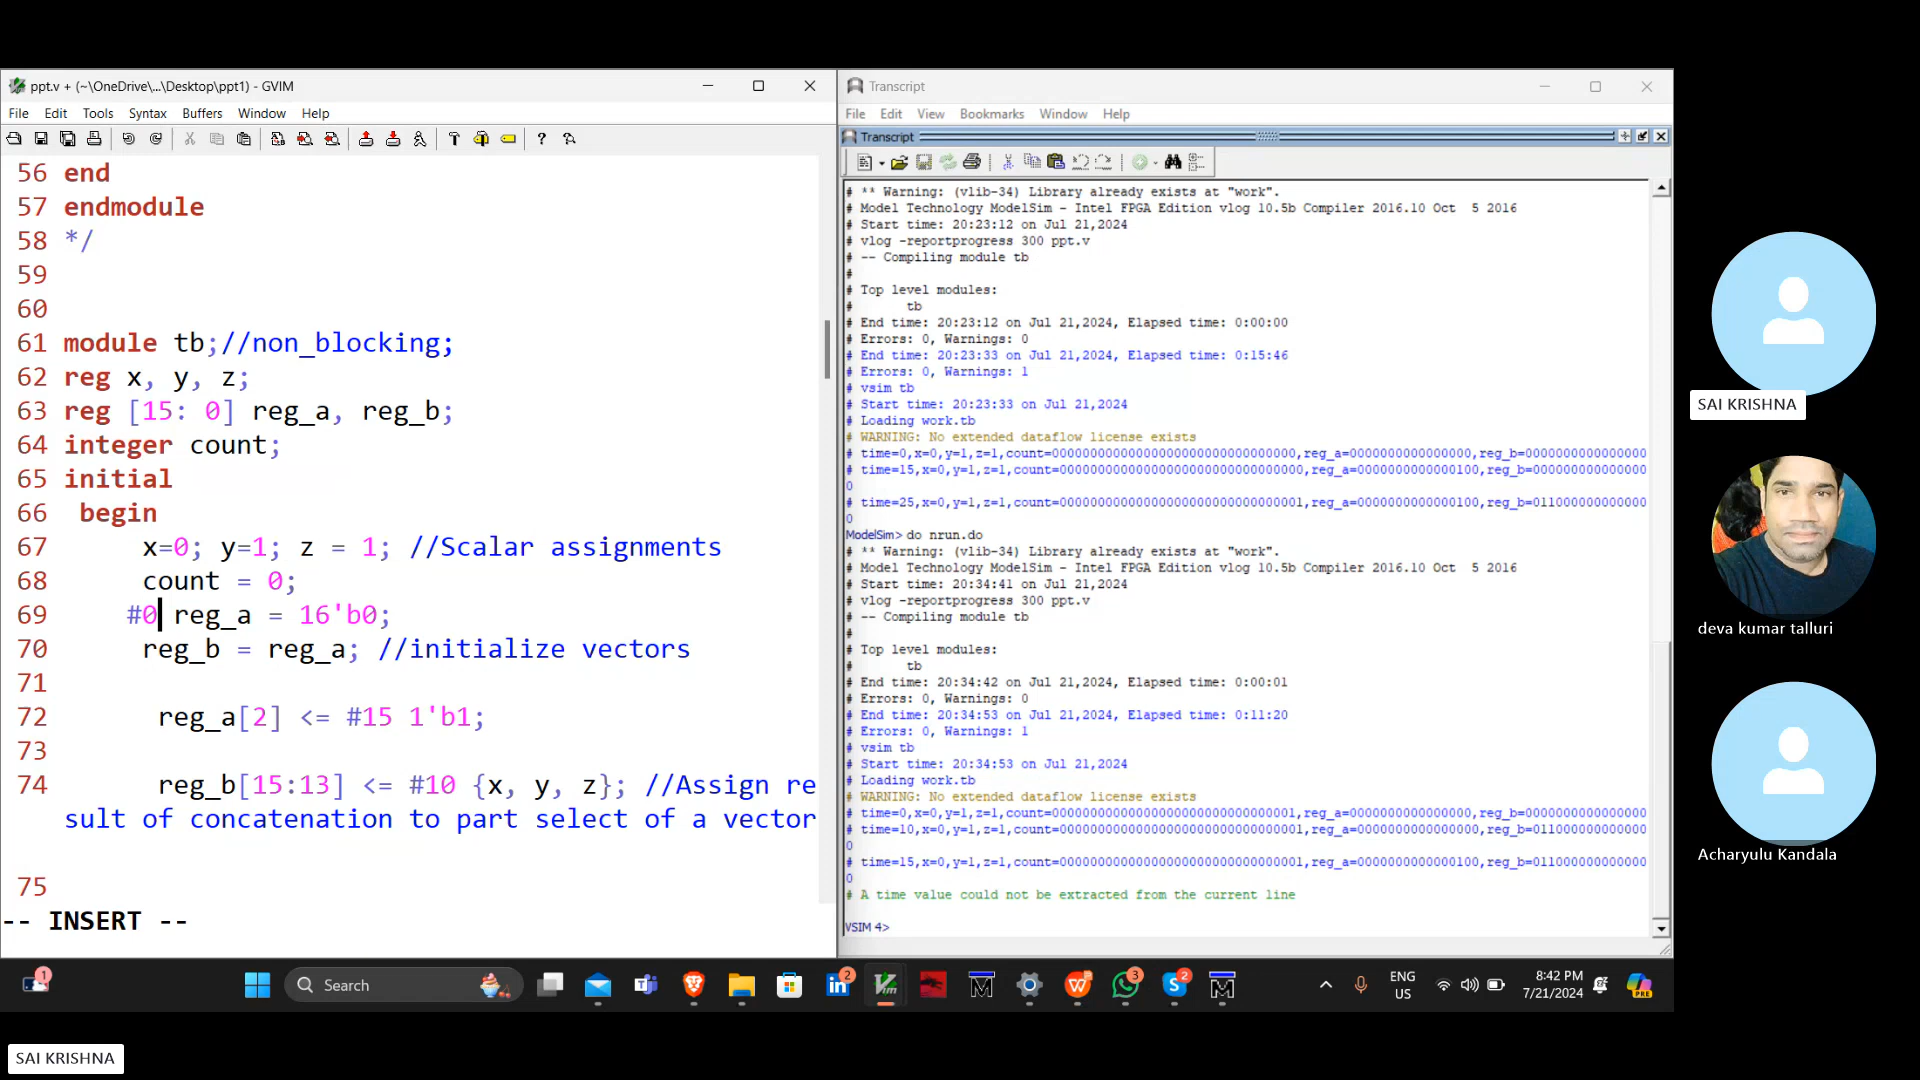 ppt.v + (~\OneDrive\...\Desktop\ppt1) - GVIM
File Edit Tools Syntax Buffers Window Help
56 end
57 endmodule
58 */
59
60
61 module tb;//non_blocking;
62 reg x, y, z;
63 reg [15: 0] reg_a, reg_b;
64 integer count;
65 initial
66 begin
67 x=0; y=1; z = 1; //Scalar assignments
68 count = 0;
69 #0 reg_a = 16'b0;
70 reg_b = reg_a; //initialize vectors
71
72 reg_a[2] <= #15 1'b1;
73
74 reg_b[15:13] <= #10 {x, y, z}; //Assign re
sult of concatenation to part select of a vector
75
-- INSERT --
Transcript
File Edit View Bookmarks Window Help
Transcript
# ** Warning: (vlib-34) Library already exists at "work".
# Model Technology ModelSim - Intel FPGA Edition vlog 10.5b Compiler 2016.10 Oct  5 2016
# Start time: 20:23:12 on Jul 21,2024
# vlog -reportprogress 300 ppt.v
# -- Compiling module tb
#
# Top level modules:
# tb
# End time: 20:23:12 on Jul 21,2024, Elapsed time: 0:00:00
# Errors: 0, Warnings: 0
# End time: 20:23:33 on Jul 21,2024, Elapsed time: 0:15:46
# Errors: 0, Warnings: 1
# vsim tb
# Start time: 20:23:33 on Jul 21,2024
# Loading work.tb
# WARNING: No extended dataflow license exists
# time=0,x=0,y=1,z=1,count=00000000000000000000000000000000,reg_a=0000000000000000,reg_b=0000000000000000
# time=15,x=0,y=1,z=1,count=00000000000000000000000000000000,reg_a=0000000000000100,reg_b=000000000000000
0
# time=25,x=0,y=1,z=1,count=00000000000000000000000000000001,reg_a=0000000000000100,reg_b=011000000000000
0
ModelSim> do nrun.do
# ** Warning: (vlib-34) Library already exists at "work".
# Model Technology ModelSim - Intel FPGA Edition vlog 10.5b Compiler 2016.10 Oct  5 2016
# Start time: 20:34:41 on Jul 21,2024
# vlog -reportprogress 300 ppt.v
# -- Compiling module tb
#
# Top level modules:
# tb
# End time: 20:34:42 on Jul 21,2024, Elapsed time: 0:00:01
# Errors: 0, Warnings: 0
# End time: 20:34:53 on Jul 21,2024, Elapsed time: 0:11:20
# Errors: 0, Warnings: 1
# vsim tb
# Start time: 20:34:53 on Jul 21,2024
# Loading work.tb
# WARNING: No extended dataflow license exists
# time=0,x=0,y=1,z=1,count=00000000000000000000000000000001,reg_a=0000000000000000,reg_b=0000000000000000
# time=10,x=0,y=1,z=1,count=00000000000000000000000000000001,reg_a=0000000000000000,reg_b=011000000000000
0
# time=15,x=0,y=1,z=1,count=00000000000000000000000000000001,reg_a=0000000000000100,reg_b=011000000000000
0
# A time value could not be extracted from the current line
VSIM 4>
SAI KRISHNA
deva kumar talluri
Acharyulu Kandala
1
Search
2
3
2
ENG
US
8:42 PM
7/21/2024
PRE
SAI KRISHNA